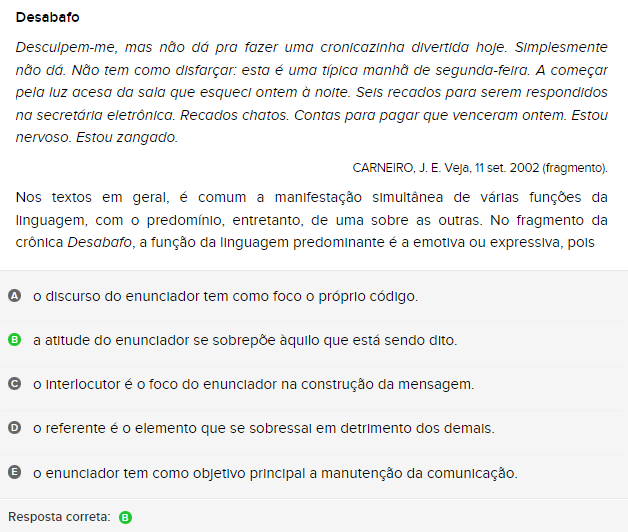 Desabafo
Desculpem-me, mas não dá pra fazer uma cronicazinha divertida hoje. Simplesmente
não dá. Não tem como disfarçar: esta é uma típica manhã de segunda-feira. A começar
pela luz acesa da sala que esqueci ontem à noite. Seis recados para serem respondidos
na secretária eletrônica. Recados chatos. Contas para pagar que venceram ontem. Estou
nervoso. Estou zangado.
CARNEIRO, J. E. Veja, 11 set. 2002 (fragmento).
Nos textos em geral, é comum a manifestação simultânea de várias funções da
linguagem, com o predomínio, entretanto, de uma sobre as outras. No fragmento da
crônica Desabafo, a função da linguagem predominante é a emotiva ou expressiva, pois
A o discurso do enunciador tem como foco o próprio código.
B a atitude do enunciador se sobrepõe àquilo que está sendo dito.
C o interlocutor é o foco do enunciador na construção da mensagem.
D o referente é o elemento que se sobressai em detrimento dos demais.
E o enunciador tem como objetivo principal a manutenção da comunicação.
Resposta correta: B